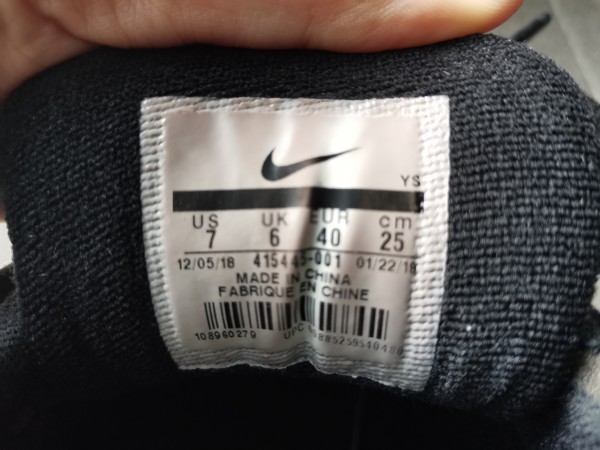 YS
US UK EUR cm
7 6 40 25
12/05/18 415445-001 01/22/18
MADE IN CHINA
FABRIQUE EN CHINE
108960279 UPC